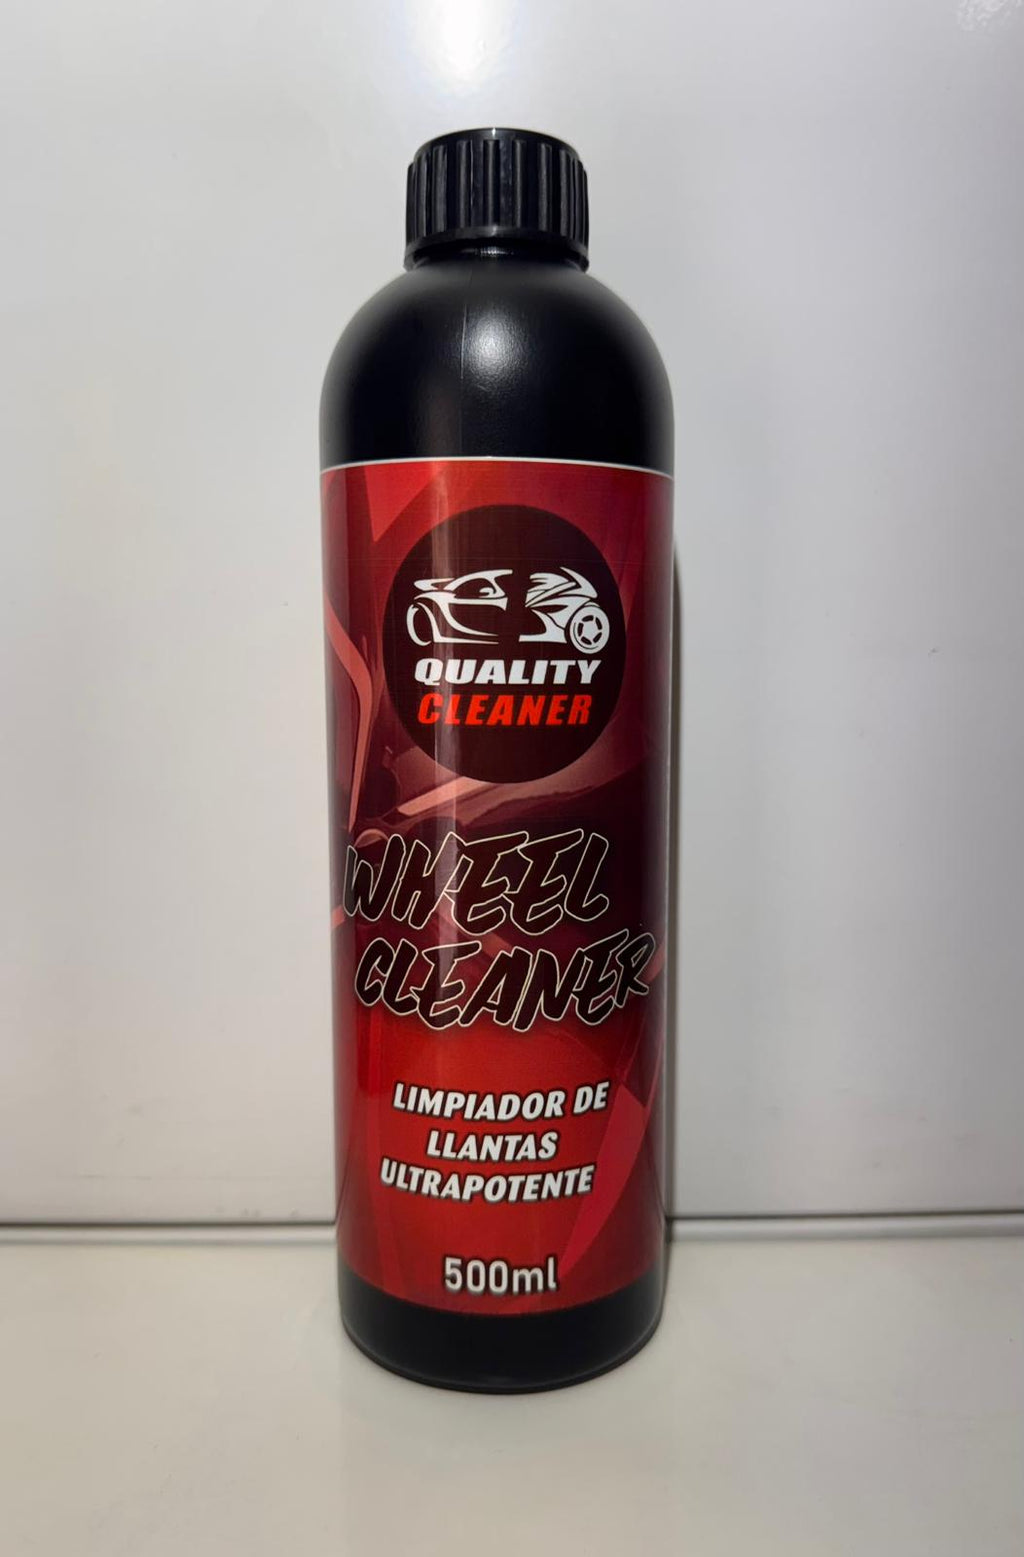 QUALITY
CLEANER
WHEEL
CLEANER
LIMPIADOR DE
LLANTAS
ULTRAPOTENTE
500ml